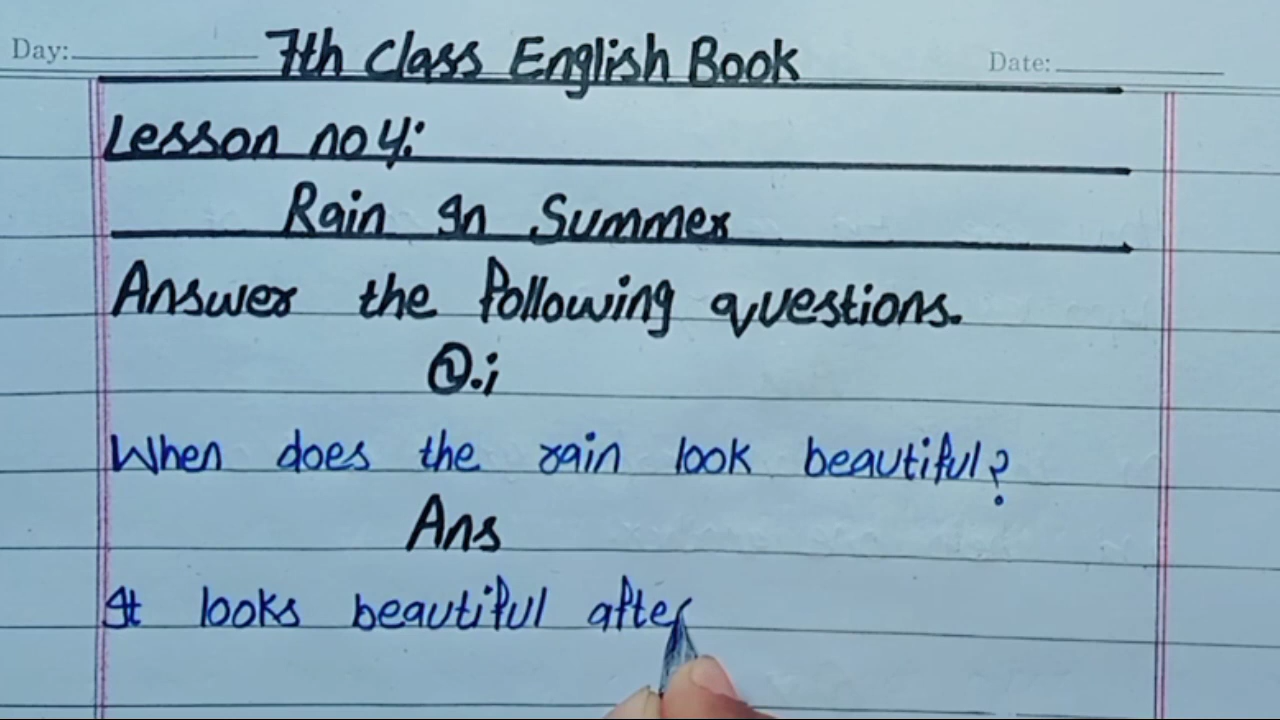 Day: 7th Class English Book Date:
Lesson no 4:
Rain In Summer
Answer the following questions.
Q.i
When does the rain look beautiful?
Ans
It looks beautiful after